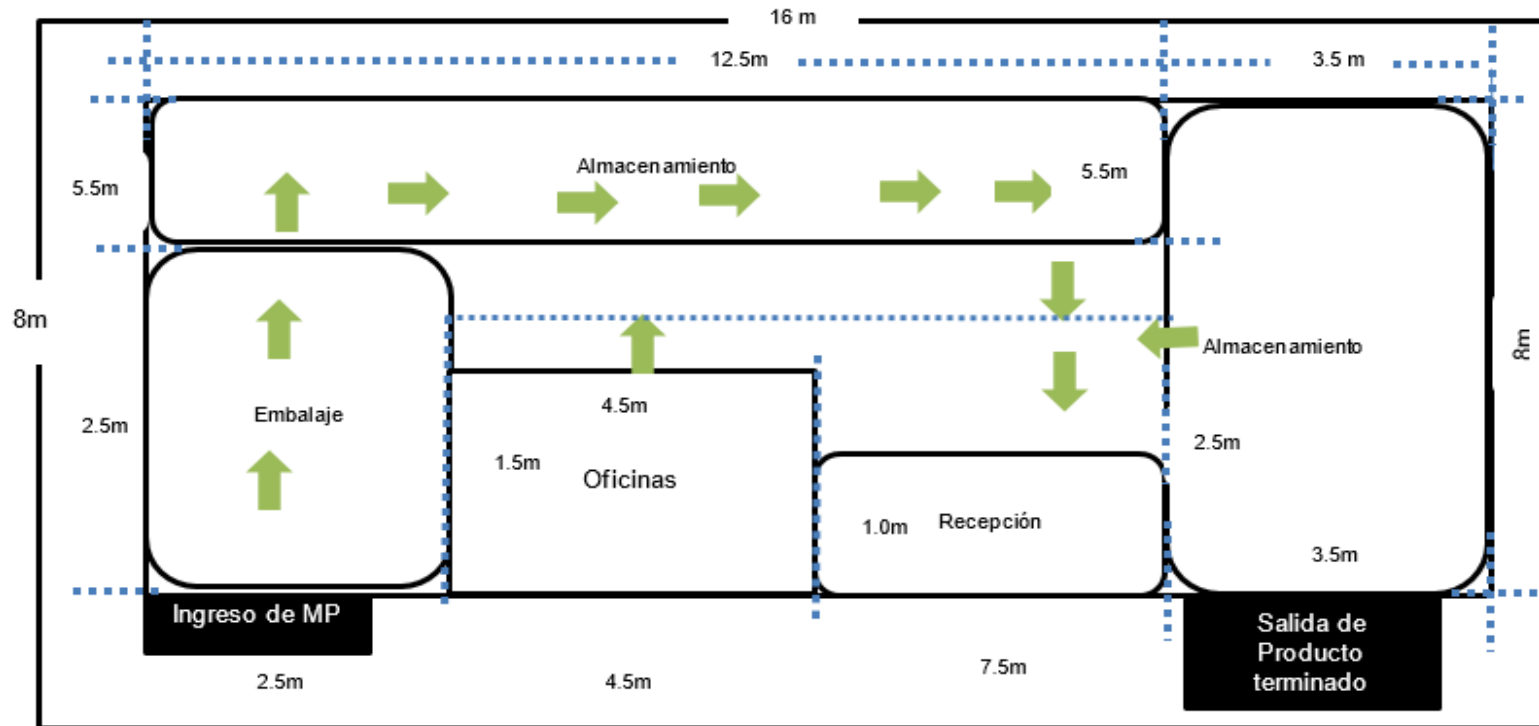 16 m
12.5m
3.5 m
Almacenamiento
5.5m
5.5m
8m
8m
Almacenamiento
4.5m
Embalaje
2.5m
2.5m
1.5m
Oficinas
1.0m
Recepción
3.5m
Ingreso de MP
Salida de
Producto
terminado
2.5m
4.5m
7.5m